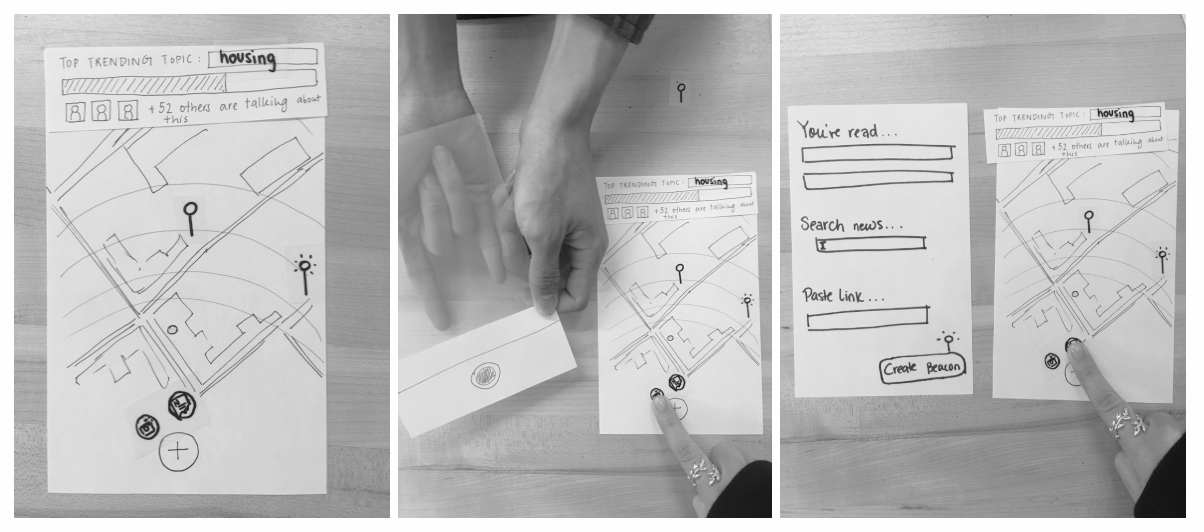 TOP TRENDING TOPIC: housing
+52 others are talking about
this
TOP TRENDING TOPIC: housing
+52 others are talking about
this
You're read...
Search news...
Paste link...
Create Beacon
TOP TRENDING TOPIC: housing
+52 others are talking about
this